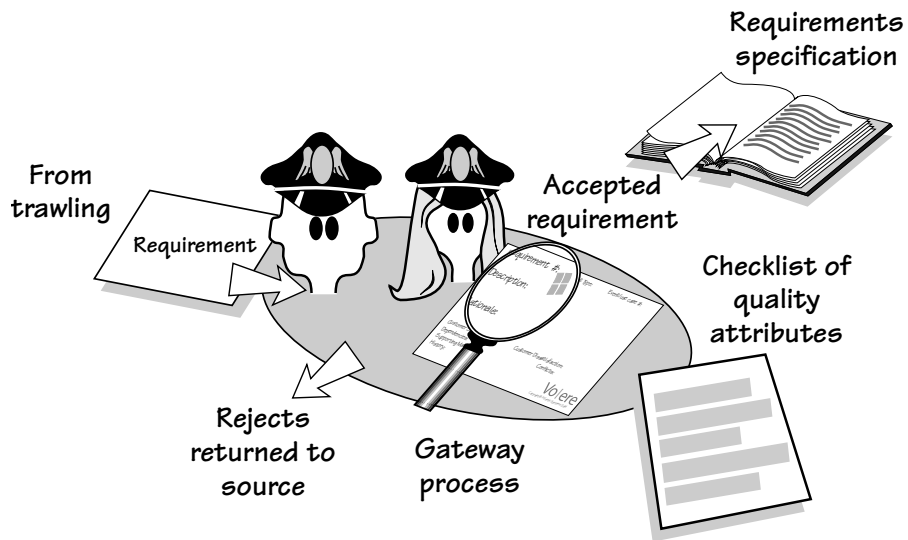 Requirements
specification
From
trawling
Requirement
Accepted
requirement
Checklist of
quality
attributes
Description:
Conflicts:
Volere
Rejects
returned to
source
Gateway
process